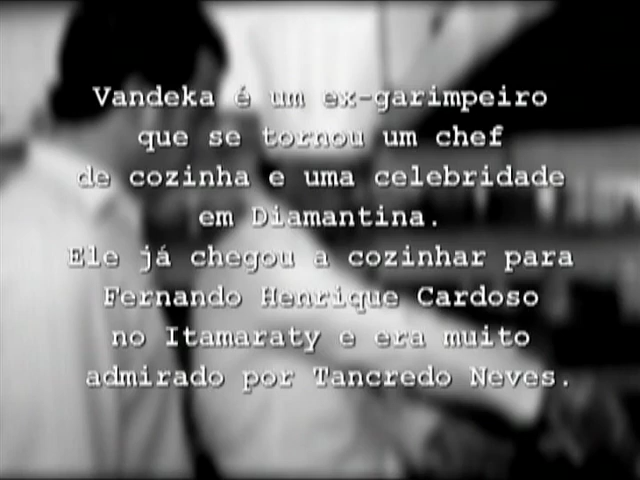 Vandeka é um ex-garimpeiro
que se tornou um chef
de cozinha e uma celebridade
em Diamantina.
Ele já chegou a cozinhar para
Fernando Henrique Cardoso
no Itamaraty e era muito
admirado por Tancredo Neves.